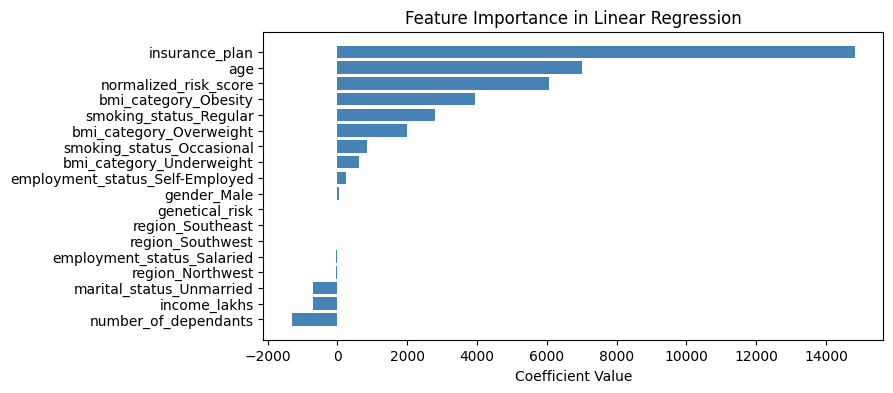 Feature Importance in Linear Regression
insurance_plan
age
normalized_risk_score
bmi_category_Obesity
smoking_status_Regular
bmi_category_Overweight
smoking_status_Occasional
bmi_category_Underweight
employment_status_Self-Employed
gender_Male
genetical_risk
region_Southeast
region_Southwest
employment_status_Salaried
region_Northwest
marital_status_Unmarried
income_lakhs
number_of_dependants
−2000 0 2000 4000 6000 8000 10000 12000 14000
Coefficient Value